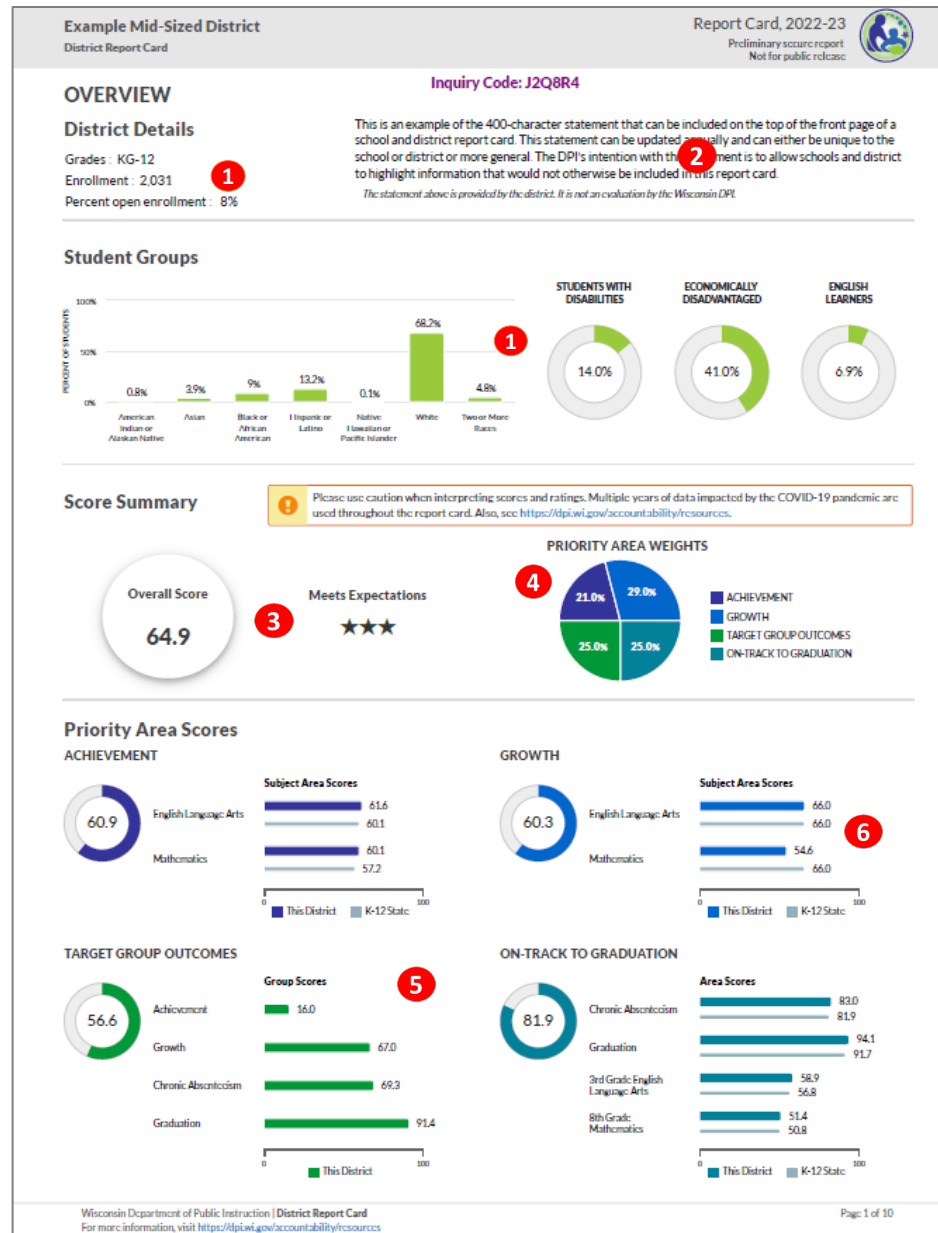 Example Mid-Sized District
District Report Card
Report Card, 2022-23
Preliminary secure report
Not for public release
OVERVIEW
Inquiry Code: J2Q8R4
District Details
Grades : KG-12
Enrollment : 2,031
Percent open enrollment : 8%
1
This is an example of the 400-character statement that can be included on the top of the front page of a
school and district report card. This statement can be updated annually and can either be unique to the
school or district or more general. The DPI's intention with this ment is to allow schools and district
to highlight information that would not otherwise be included in this report card.
2
The statement above is provided by the district. It is not an evaluation by the Wisconsin DPI.
Student Groups
PERCENT OF STUDENTS
100%
50%
0%
0.8%
3.9%
9%
13.2%
0.1%
68.2%
4.8%
American Indian or Alaskan Native
Asian
Black or African American
Hispanic or Latino
Native Hawaiian or Pacific Islander
White
Two or More Races
1
STUDENTS WITH DISABILITIES
14.0%
ECONOMICALLY DISADVANTAGED
41.0%
ENGLISH LEARNERS
6.9%
Score Summary
Please use caution when interpreting scores and ratings. Multiple years of data impacted by the COVID-19 pandemic are
used throughout the report card. Also, see https://dpi.wi.gov/accountability/resources.
Overall Score
64.9
3
Meets Expectations
★★★
PRIORITY AREA WEIGHTS
4
21.0%
29.0%
25.0%
25.0%
ACHIEVEMENT
GROWTH
TARGET GROUP OUTCOMES
ON-TRACK TO GRADUATION
Priority Area Scores
ACHIEVEMENT
60.9
Subject Area Scores
English Language Arts
61.6
60.1
Mathematics
60.1
57.2
0
100
This District
K-12 State
GROWTH
60.3
Subject Area Scores
English Language Arts
66.0
66.0
6
Mathematics
54.6
66.0
0
100
This District
K-12 State
TARGET GROUP OUTCOMES
56.6
Group Scores
5
Achievement
16.0
Growth
67.0
Chronic Absenteeism
69.3
Graduation
91.4
0
100
This District
ON-TRACK TO GRADUATION
81.9
Area Scores
Chronic Absenteeism
83.0
81.9
Graduation
94.1
91.7
3rd Grade English
Language Arts
58.9
56.8
8th Grade
Mathematics
51.4
50.8
0
100
This District
K-12 State
Wisconsin Department of Public Instruction | District Report Card
For more information, visit https://dpi.wi.gov/accountability/resources
Page 1 of 10